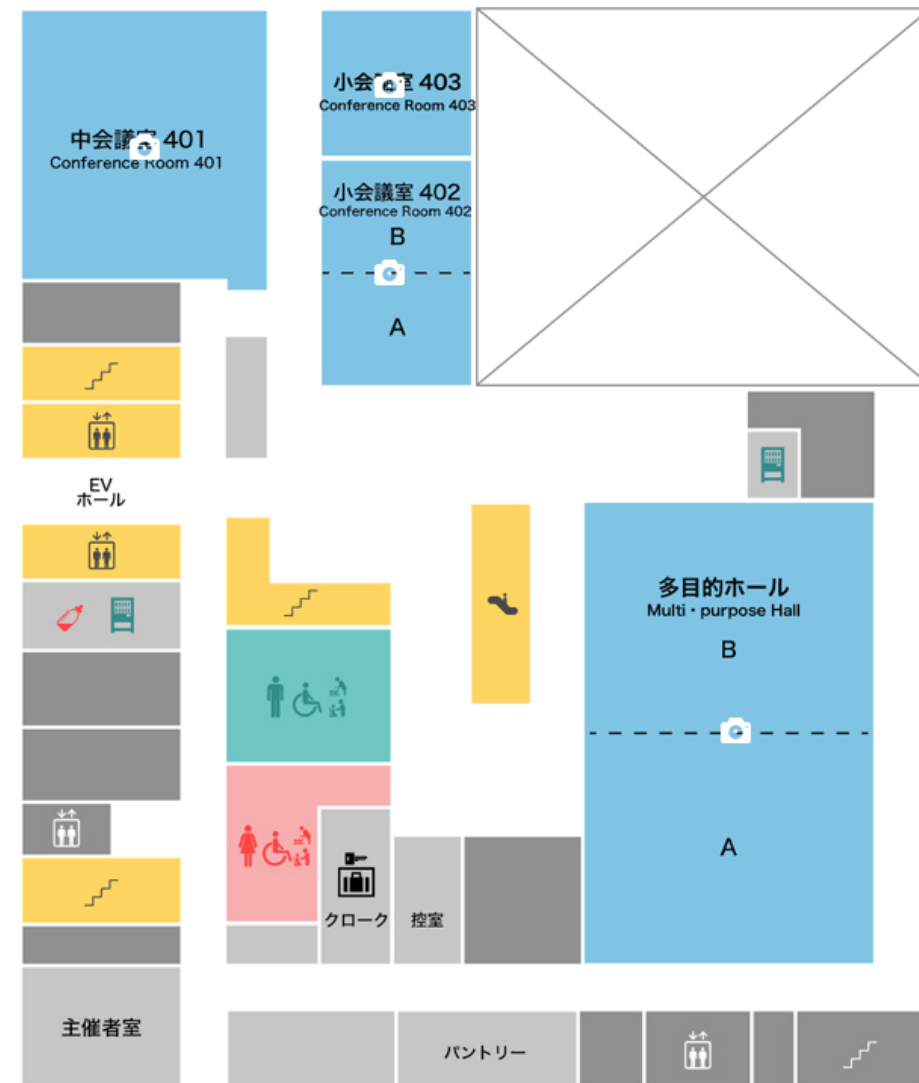 中会議室 401
Conference Room 401
小会議室 403
Conference Room 403
小会議室 402
Conference Room 402
B
A
EV
ホール
多目的ホール
Multi・purpose Hall
B
A
クローク
控室
主催者室
パントリー